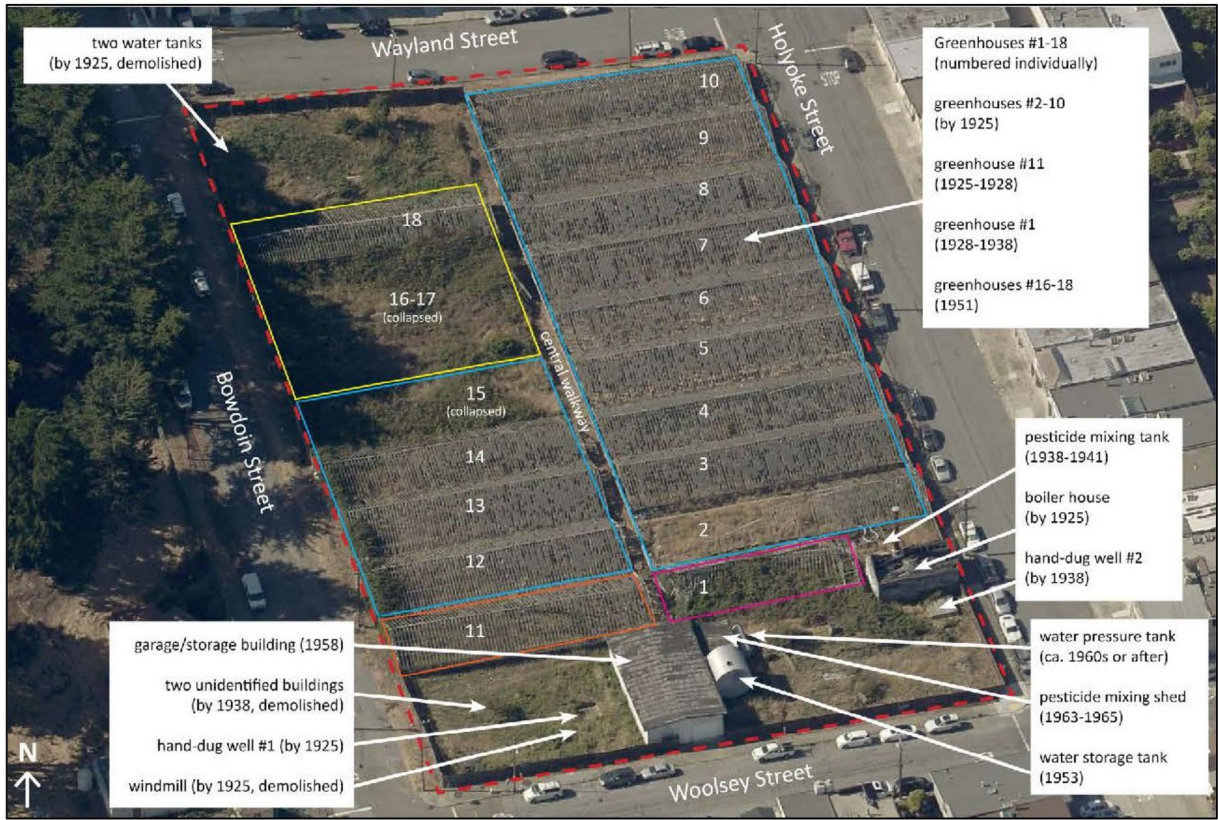 Wayland Street
two water tanks
(by 1925, demolished)
Holyoke Street
STOP
Greenhouses #1-18
(numbered individually)
greenhouses #2-10
(by 1925)
greenhouse #11
(1925-1928)
greenhouse #1
(1928-1938)
greenhouses #16-18
(1951)
10
9
8
7
6
5
4
3
2
1
18
16-17
(collapsed)
central walkway
15
(collapsed)
14
13
12
11
Bowdoin Street
pesticide mixing tank
(1938-1941)
boiler house
(by 1925)
hand-dug well #2
(by 1938)
garage/storage building (1958)
two unidentified buildings
(by 1938, demolished)
hand-dug well #1 (by 1925)
windmill (by 1925, demolished)
water pressure tank
(ca. 1960s or after)
pesticide mixing shed
(1963-1965)
water storage tank
(1953)
N
Woolsey Street